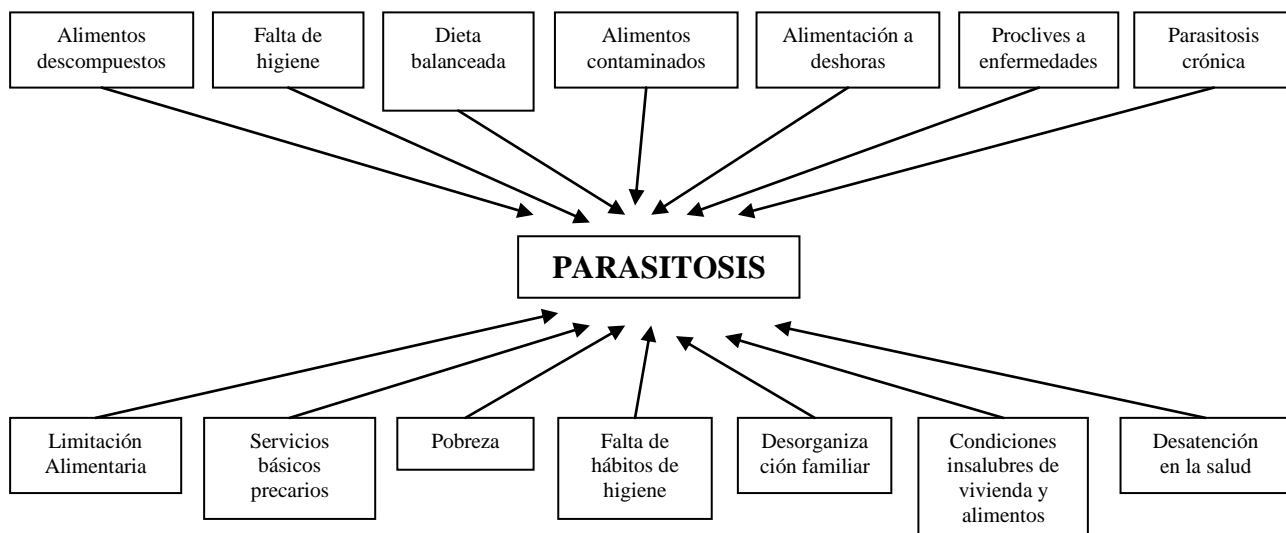 Alimentos
descompuestos
Falta de
higiene
Dieta
balanceada
Alimentos
contaminados
Alimentación a
deshoras
Proclives a
enfermedades
Parasitosis
crónica
PARASITOSIS
Limitación
Alimentaria
Servicios
básicos
precarios
Pobreza
Falta de
hábitos de
higiene
Desorganiza
ción familiar
Condiciones
insalubres de
vivienda y
alimentos
Desatención
en la salud